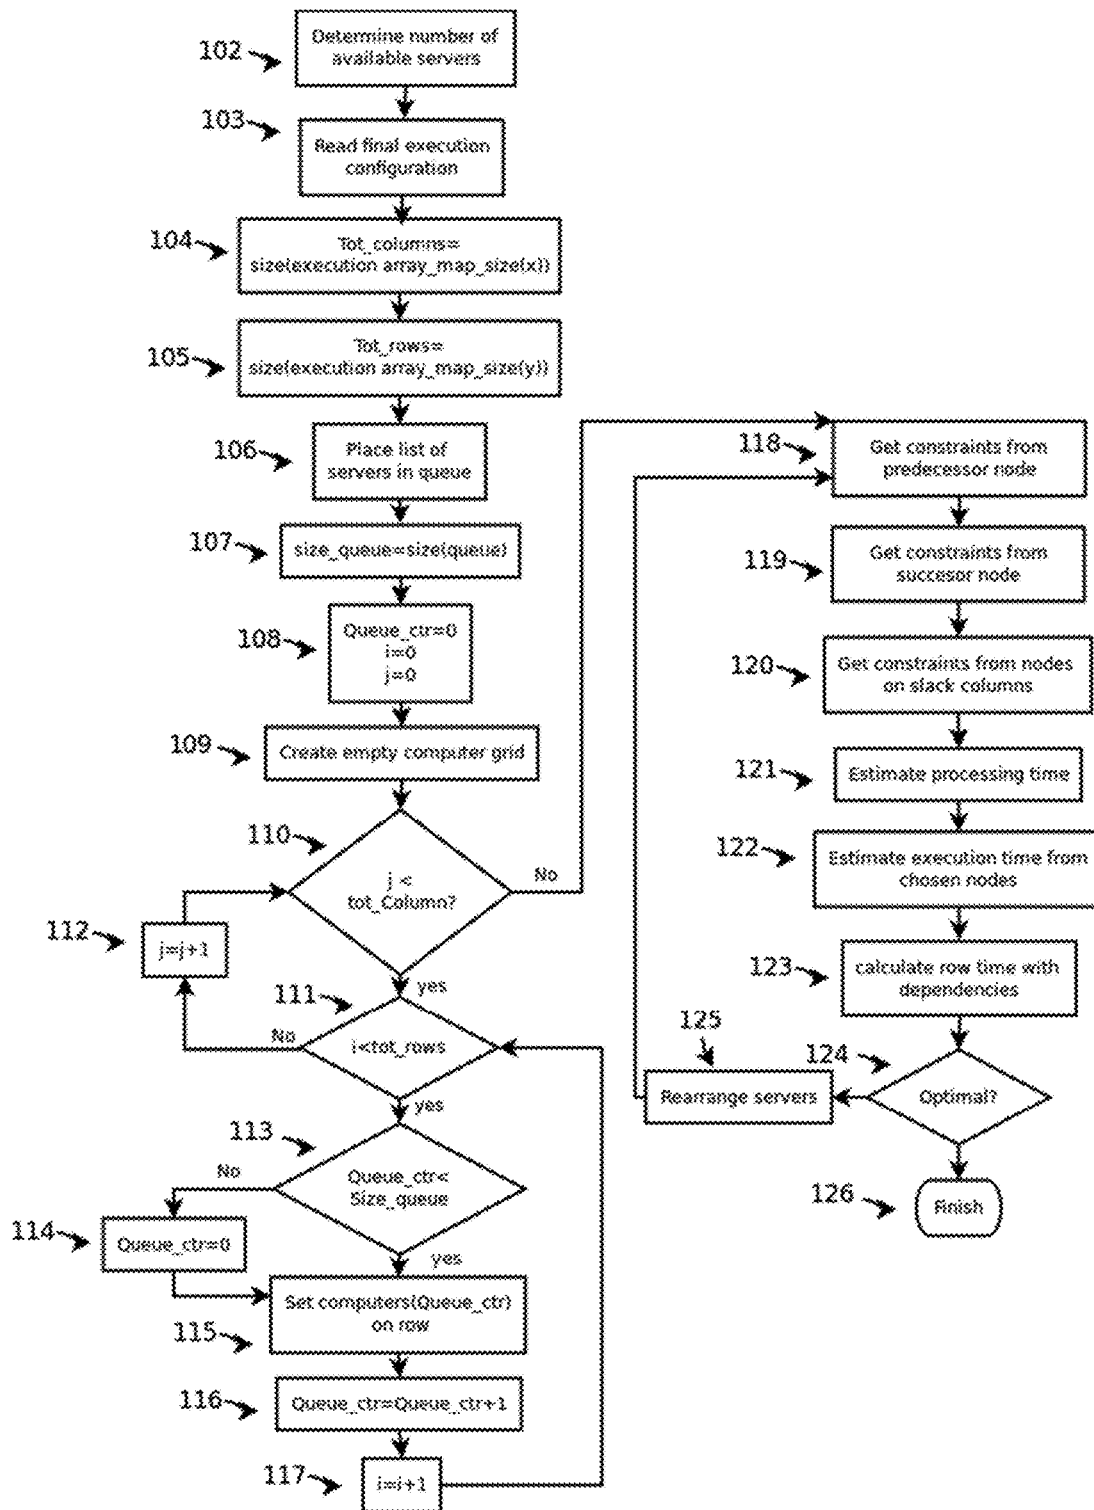 102
Determine number of
available servers
103
Read final execution
configuration
104
Tot_columns=
size(execution array_map_size(x))
105
Tot_rows=
size(execution array_map_size(y))
106
Place list of
servers in queue
107
size_queue=size(queue)
108
Queue_ctr=0
i=0
j=0
109
Create empty computer grid
110
j <
tot_Column?
No
yes
112
j=j+1
111
i<tot_rows
No
yes
113
Queue_ctr<
Size_queue
No
yes
114
Queue_ctr=0
115
Set computers(Queue_ctr)
on row
116
Queue_ctr=Queue_ctr+1
117
i=i+1
118
Get constraints from
predecessor node
119
Get constraints from
succesor node
120
Get constraints from nodes
on slack columns
121
Estimate processing time
122
Estimate execution time from
chosen nodes
123
calculate row time with
dependencies
124
Optimal?
125
Rearrange servers
126
Finish